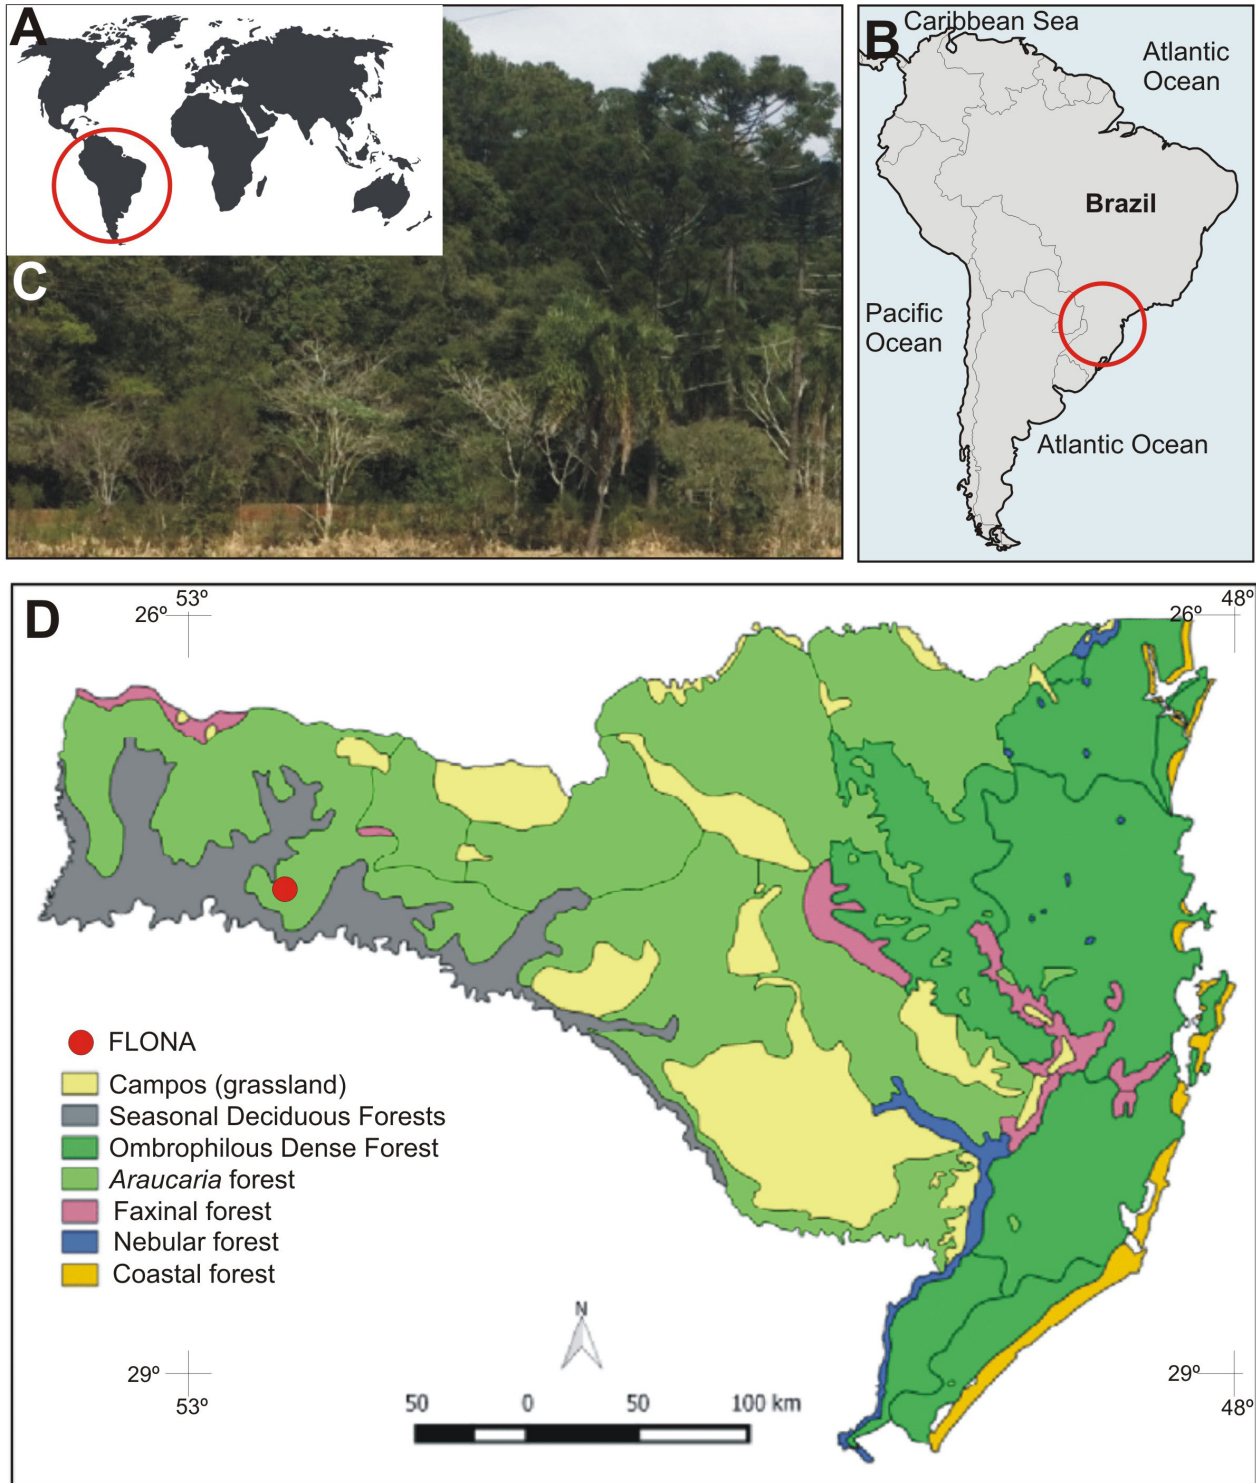 A
C
B
Caribbean Sea
Atlantic
Ocean
Brazil
Pacific
Ocean
Atlantic Ocean
D
53º
26º
48º
26º
FLONA
Campos (grassland)
Seasonal Deciduous Forests
Ombrophilous Dense Forest
Araucaria forest
Faxinal forest
Nebular forest
Coastal forest
N
29º
53º
29º
48º
50 0 50 100 km